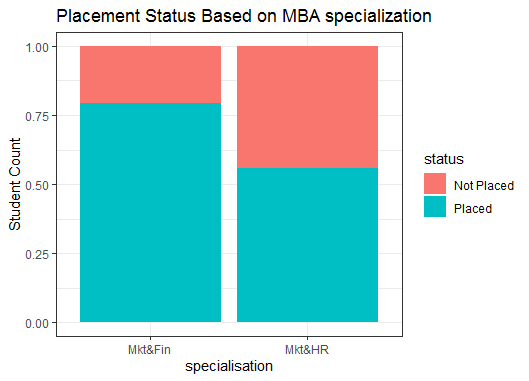 Placement Status Based on MBA specialization
1.00
0.75
0.50
0.25
0.00
Student Count
Mkt&Fin
Mkt&HR
specialisation
status
Not Placed
Placed